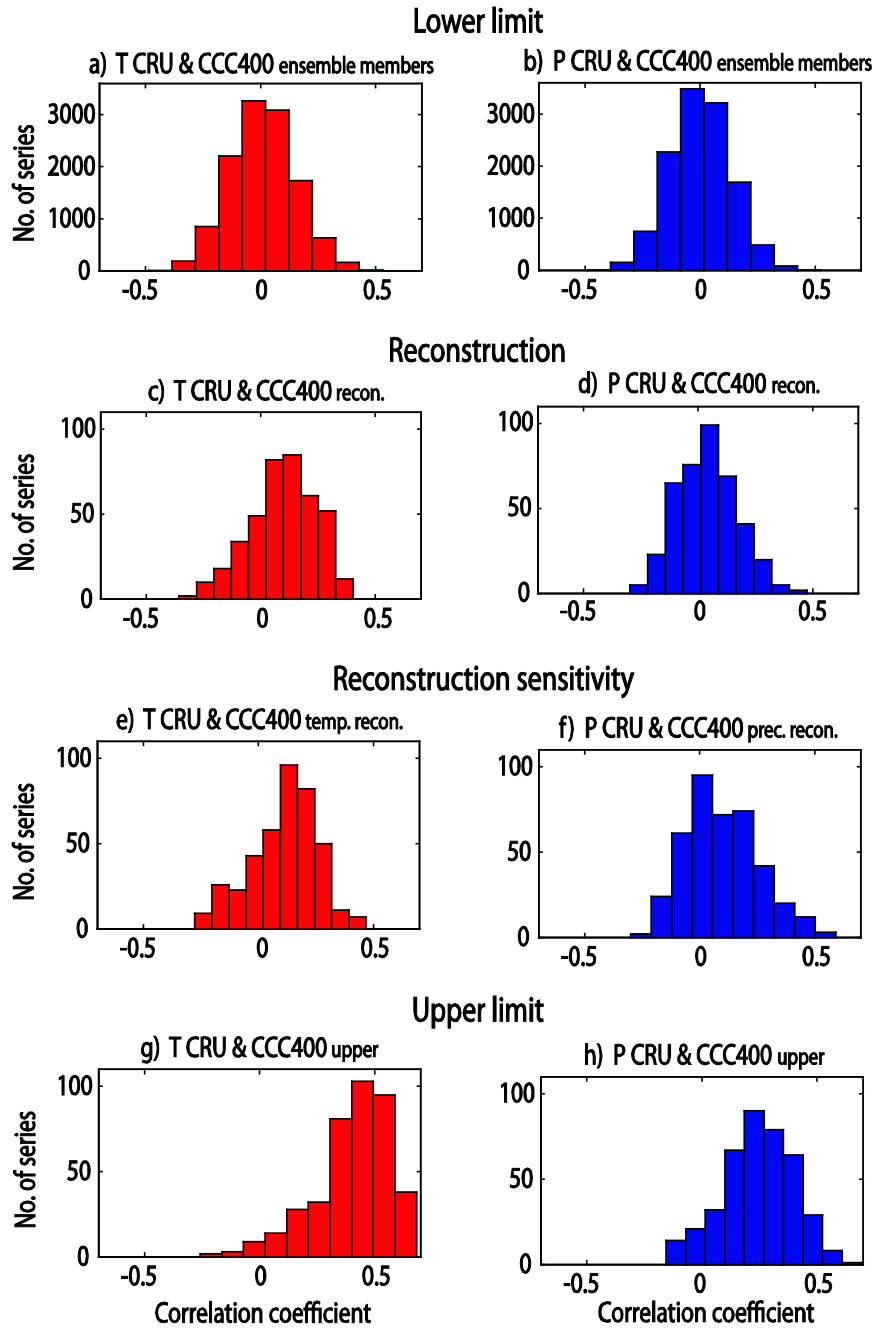 Lower limit
a) T CRU & CCC400 ensemble members
b) P CRU & CCC400 ensemble members
No. of series
3000
2000
1000
0
-0.5 0 0.5
3000
2000
1000
0
-0.5 0 0.5
Reconstruction
c) T CRU & CCC400 recon.
d) P CRU & CCC400 recon.
No. of series
100
50
0
-0.5 0 0.5
100
50
0
-0.5 0 0.5
Reconstruction sensitivity
e) T CRU & CCC400 temp. recon.
f) P CRU & CCC400 prec. recon.
No. of series
100
50
0
-0.5 0 0.5
100
50
0
-0.5 0 0.5
Upper limit
g) T CRU & CCC400 upper
h) P CRU & CCC400 upper
No. of series
100
50
0
-0.5 0 0.5
Correlation coefficient
100
50
0
-0.5 0 0.5
Correlation coefficient